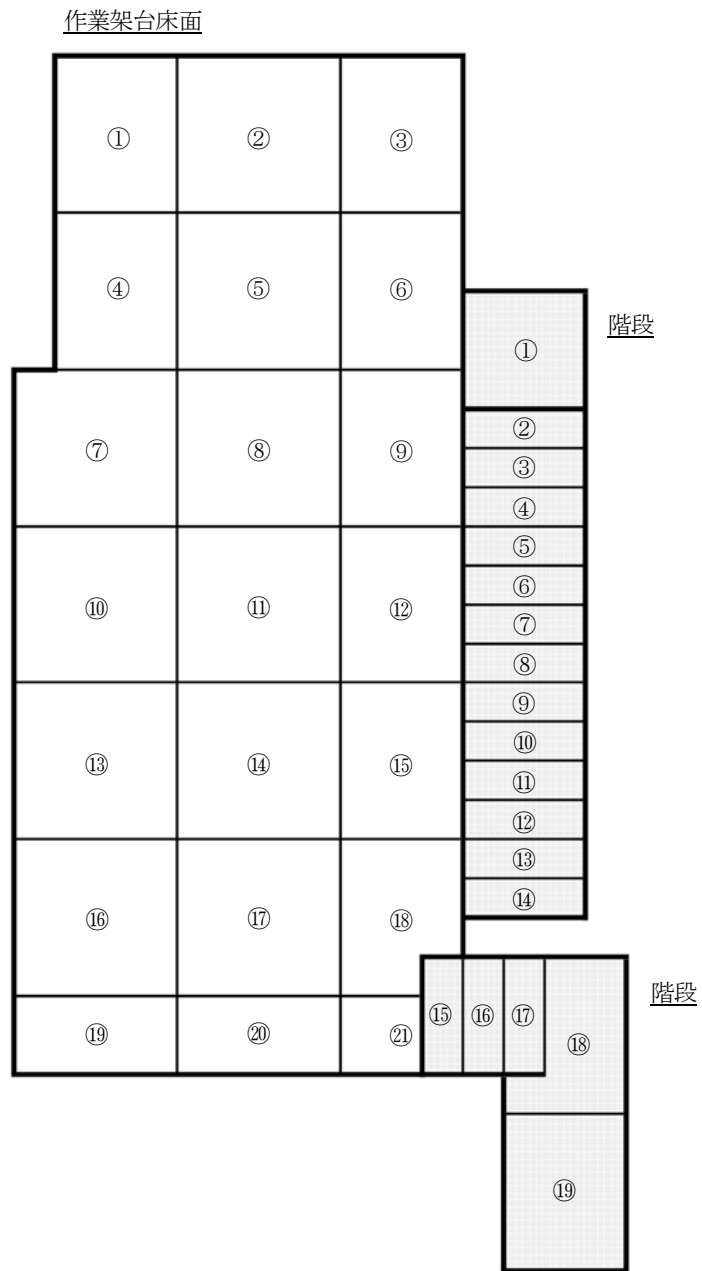 作業架台床面
① ② ③
④ ⑤ ⑥
⑦ ⑧ ⑨
⑩ ⑪ ⑫
⑬ ⑭ ⑮
⑯ ⑰ ⑱
⑲ ⑳ ㉑
階段
①
②
③
④
⑤
⑥
⑦
⑧
⑨
⑩
⑪
⑫
⑬
⑭
階段
⑮ ⑯ ⑰ ⑱
⑲